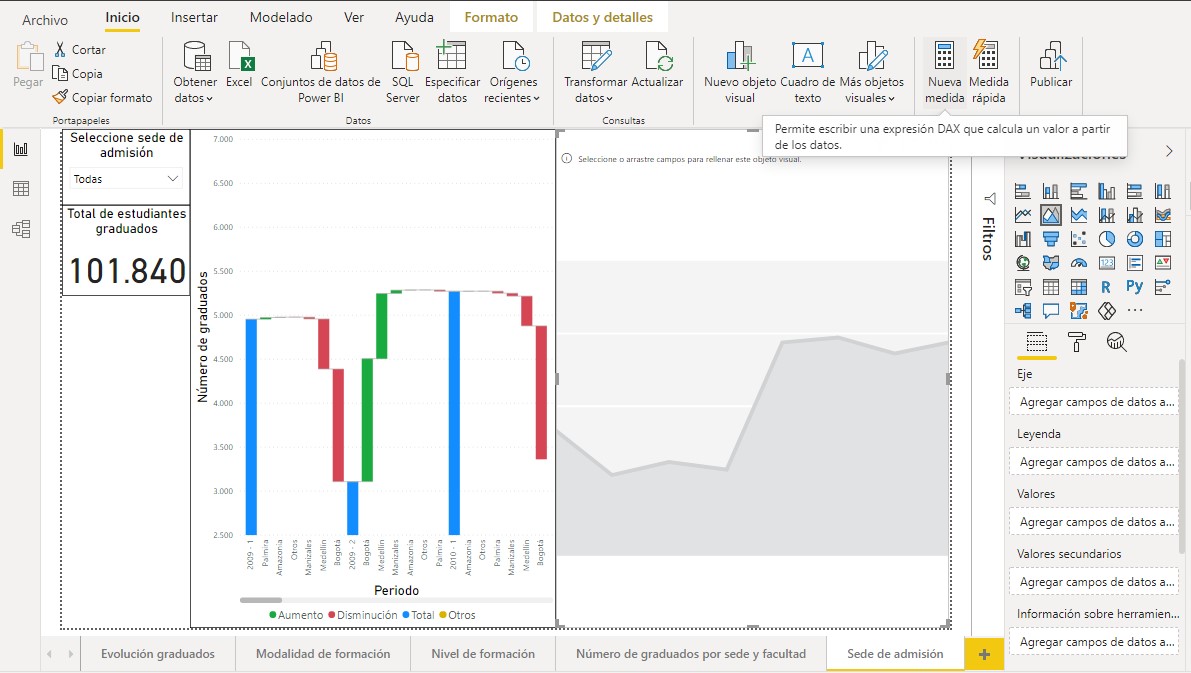 Archivo
Inicio
Insertar
Modelado
Ver
Ayuda
Formato
Datos y detalles
Pegar
Cortar
Copia
Copiar formato
Portapapeles
Obtener
datos
Excel
Conjuntos de datos de
Power BI
SQL
Server
Especificar
datos
Orígenes
recientes
Datos
Transformar
datos
Actualizar
Consultas
Nuevo objeto
visual
Cuadro de
texto
Más objetos
visuales
Nueva
medida
Medida
rápida
Publicar
Permite escribir una expresión DAX que calcula un valor a partir
de los datos.
Seleccione sede de
admisión
Todas
Total de estudiantes
graduados
101.840
Número de graduados
7.000
6.500
6.000
5.500
5.000
4.500
4.000
3.500
3.000
2.500
2009 - 1
Palmira
Amazonia
Otros
Manizales
Medellín
Bogotá
2009 - 2
Bogotá
Medellín
Manizales
Amazonia
Otros
Palmira
2010 - 1
Amazonia
Otros
Palmira
Manizales
Medellín
Bogotá
Periodo
Aumento
Disminución
Total
Otros
Seleccione o arrastre campos para rellenar este objeto visual.
Filtros
Visualizaciones
123
R
Py
Eje
Agregar campos de datos a...
Leyenda
Agregar campos de datos a...
Valores
Agregar campos de datos a...
Valores secundarios
Agregar campos de datos a...
Información sobre herramien...
Agregar campos de datos a...
Evolución graduados
Modalidad de formación
Nivel de formación
Número de graduados por sede y facultad
Sede de admisión